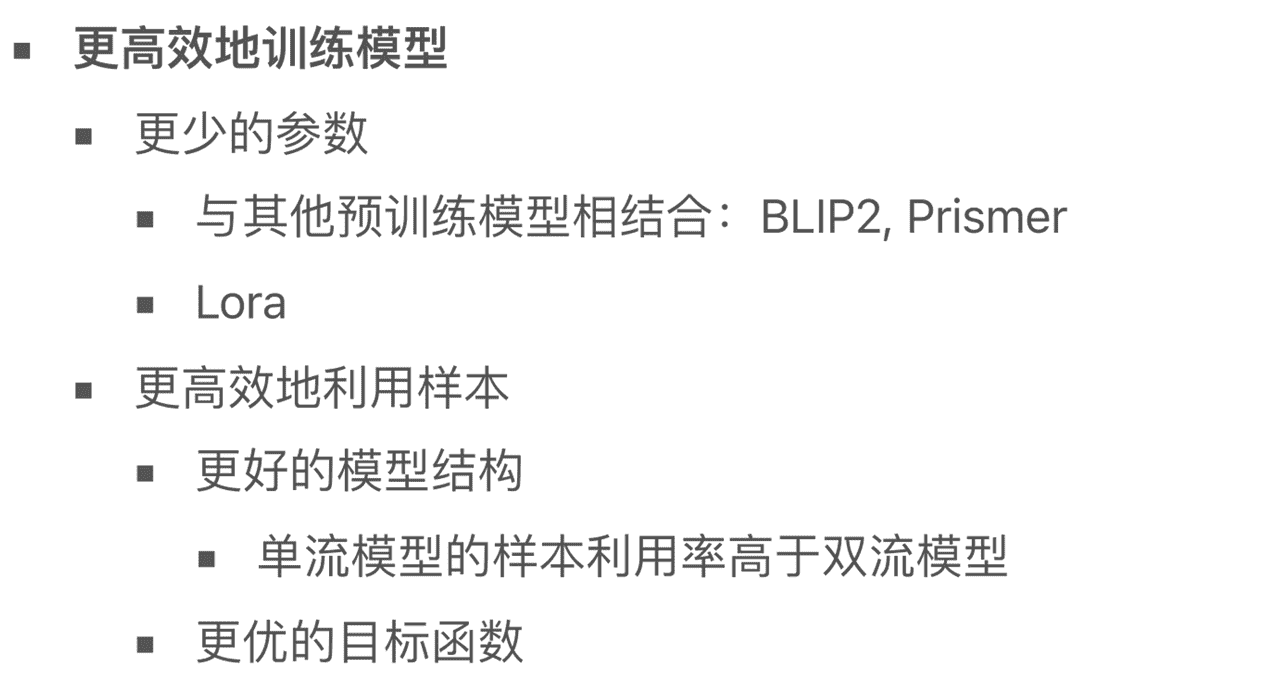 更高效地训练模型
更少的参数
与其他预训练模型相结合：BLIP2, Prismer
Lora
更高效地利用样本
更好的模型结构
单流模型的样本利用率高于双流模型
更优的目标函数